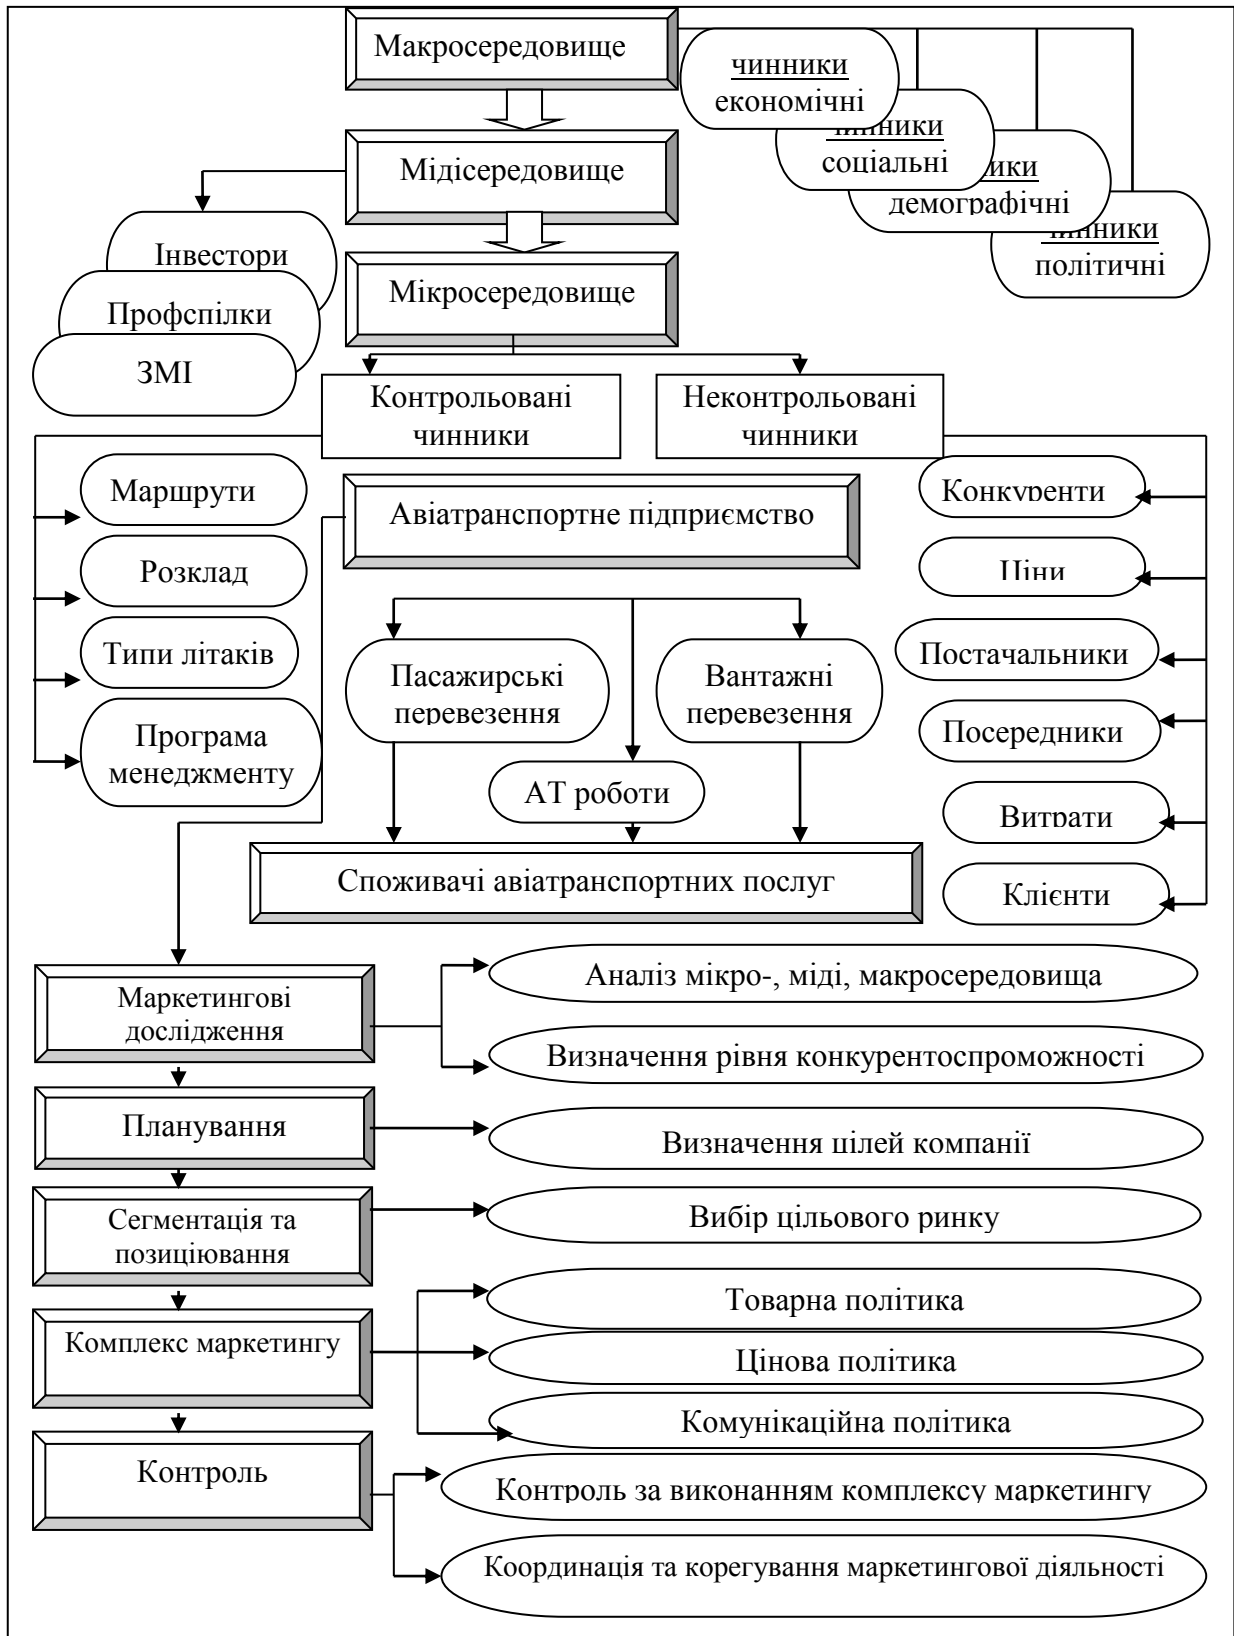 Макросередовище
чинники
економічні
чинники
соціальні
демографічні
чинники
політичні
Мідісередовище
Інвестори
Профспілки
ЗМІ
Мікросередовище
Контрольовані
чинники
Неконтрольовані
чинники
Маршрути
Розклад
Типи літаків
Програма
менеджменту
Авіатранспортне підприємство
Конкуренти
Ціни
Постачальники
Посередники
Витрати
Клієнти
Пасажирські
перевезення
Вантажні
перевезення
АТ роботи
Споживачі авіатранспортних послуг
Маркетингові
дослідження
Аналіз мікро-, міді, макросередовища
Визначення рівня конкурентоспроможності
Планування
Визначення цілей компанії
Сегментація та
позиціювання
Вибір цільового ринку
Комплекс маркетингу
Товарна політика
Цінова політика
Комунікаційна політика
Контроль
Контроль за виконанням комплексу маркетингу
Координація та корегування маркетингової діяльності